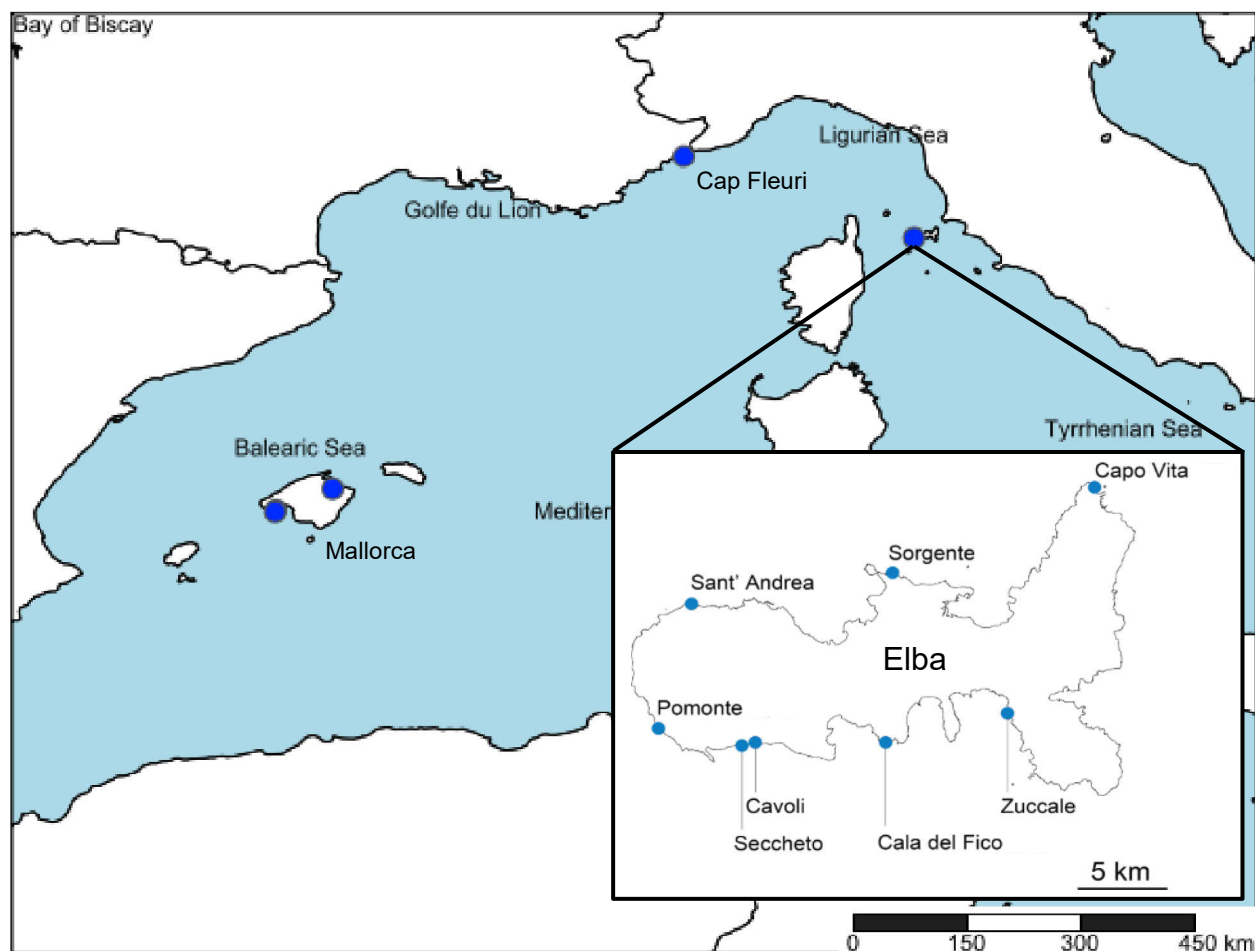 Bay of Biscay
Ligurian Sea
Cap Fleuri
Golfe du Lion
Tyrrhenian Sea
Balearic Sea
Mediter
Mallorca
Capo Vita
Sorgente
Sant' Andrea
Elba
Pomonte
Cavoli
Zuccale
Seccheto
Cala del Fico
5 km
0 150 300 450 km